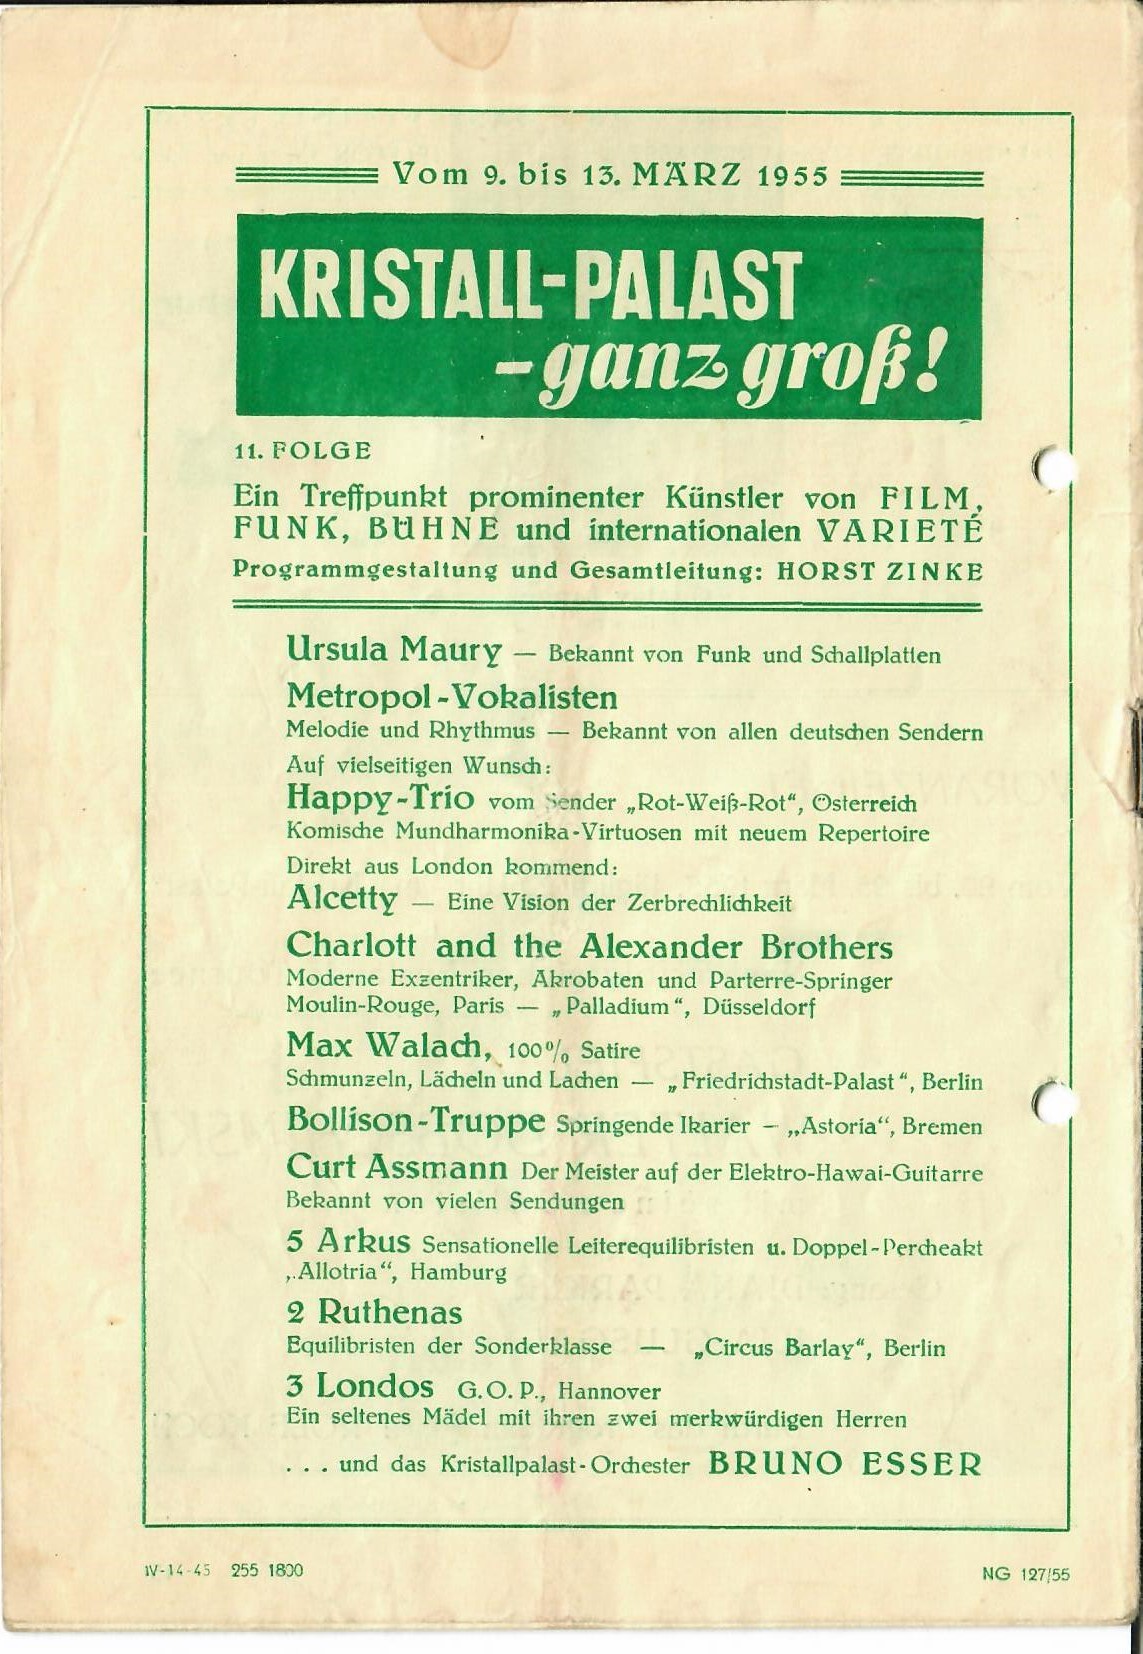 Vom 9. bis 13. MÄRZ 1955
KRISTALL-PALAST
- ganz groß!
11. FOLGE
Ein Treffpunkt prominenter Künstler von FILM,
FUNK, BÜHNE und internationalen VARIETÉ
Programmgestaltung und Gesamtleitung: HORST ZINKE
Ursula Maury — Bekannt von Funk und Schallplatten
Metropol-Vokalisten
Melodie und Rhythmus — Bekannt von allen deutschen Sendern
Auf vielseitigen Wunsch:
Happy-Trio vom Sender „Rot-Weiß-Rot“, Österreich
Komische Mundharmonika-Virtuosen mit neuem Repertoire
Direkt aus London kommend:
Alcetty — Eine Vision der Zerbrechlichkeit
Charlott and the Alexander Brothers
Moderne Exzentriker, Akrobaten und Parterre-Springer
Moulin-Rouge, Paris — „Palladium“, Düsseldorf
Max Walach, 100% Satire
Schmunzeln, Lächeln und Lachen — „Friedrichstadt-Palast“, Berlin
Bollison-Truppe Springende Ikarier — „Astoria“, Bremen
Curt Assmann Der Meister auf der Elektro-Hawai-Guitarre
Bekannt von vielen Sendungen
5 Arkus Sensationelle Leiterequilibristen u. Doppel-Percheakt
„Allotria“, Hamburg
2 Ruthenas
Equilibristen der Sonderklasse — „Circus Barlay“, Berlin
3 Londos G.O.P., Hannover
Ein seltenes Mädel mit ihren zwei merkwürdigen Herren
. . . und das Kristallpalast-Orchester BRUNO ESSER
IV-14-45 255 1800
NG 127/55